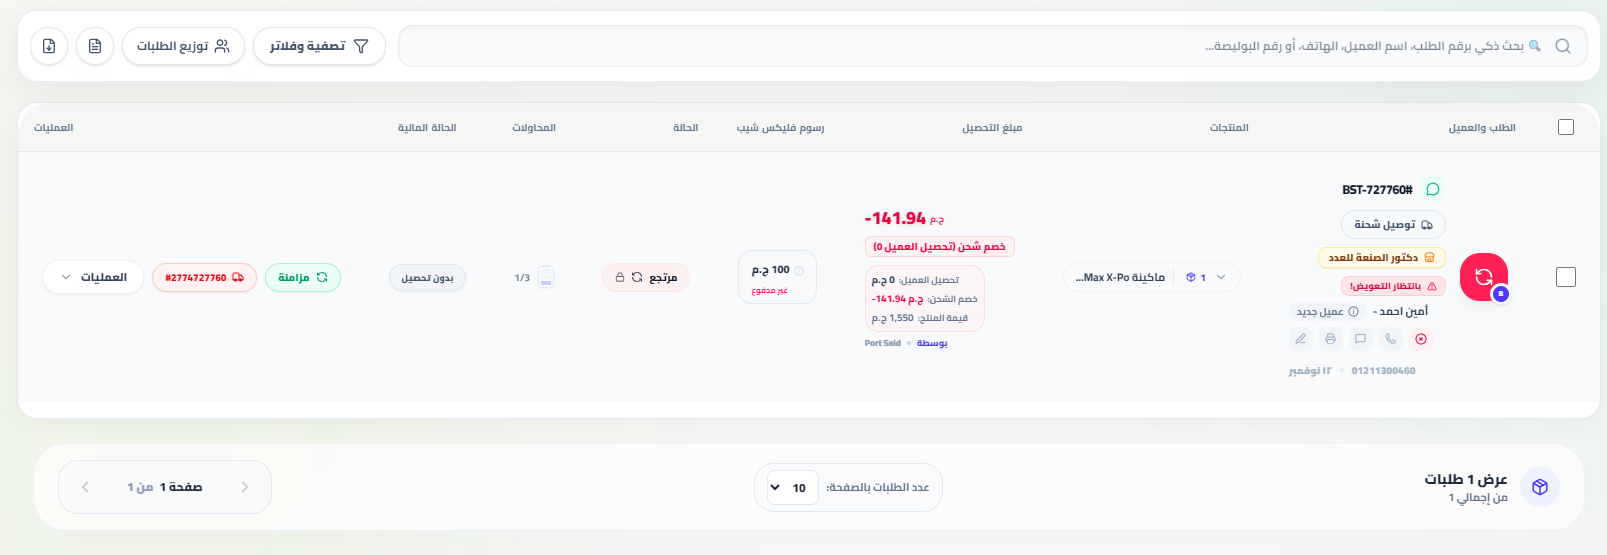 🔍 بحث ذكي برقم الطلب، اسم العميل، الهاتف، أو رقم البوليصة...
تصفية وفلاتر
توزيع الطلبات
الطلب والعميل
المنتجات
مبلغ التحصيل
رسوم فليكس شيب
الحالة
المحاولات
الحالة المالية
العمليات
BST-727760#
توصيل شحنة
دكتور الصنعة للعدد
بانتظار التعويض!
أمين احمد -
عميل جديد
01211300460 • ١٢ نوفمبر
B
1
ماكينة Max X-Po...
-141.94 ج.م
خصم شحن (تحصيل العميل 0)
تحصيل العميل: 0 ج.م
خصم الشحن: -141.94 ج.م
قيمة المنتج: 1,550 ج.م
بوسطة • Port Said
100 ج.م
غير مدفوع
مرتجع
1/3
بدون تحصيل
مزامنة
#2774727760
العمليات
عرض 1 طلبات
من إجمالي 1
عدد الطلبات بالصفحة: 10
صفحة 1 من 1